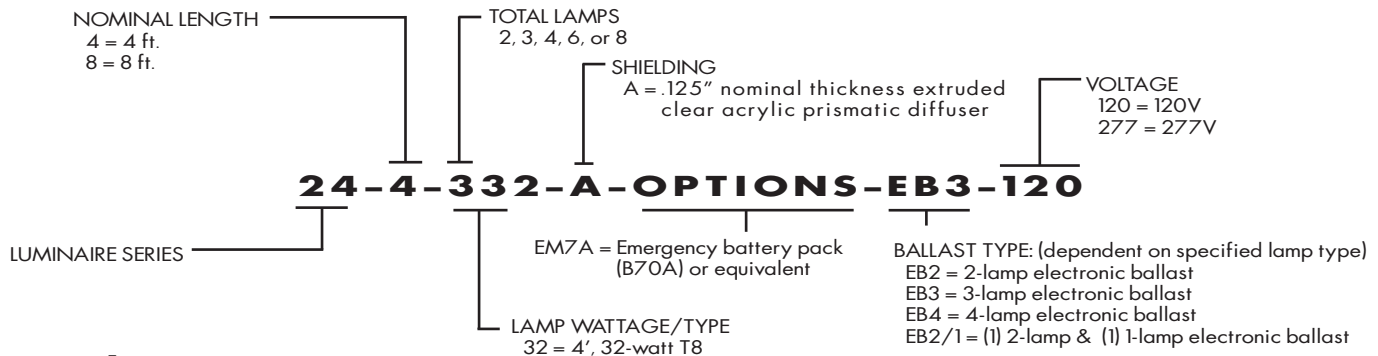 NOMINAL LENGTH
4 = 4 ft.
8 = 8 ft.
TOTAL LAMPS
2, 3, 4, 6, or 8
SHIELDING
A = .125" nominal thickness extruded
clear acrylic prismatic diffuser
VOLTAGE
120 = 120V
277 = 277V
24-4-332-A-OPTIONS-EB3-120
LUMINAIRE SERIES
EM7A = Emergency battery pack
(B70A) or equivalent
BALLAST TYPE: (dependent on specified lamp type)
EB2 = 2-lamp electronic ballast
EB3 = 3-lamp electronic ballast
EB4 = 4-lamp electronic ballast
EB2/1 = (1) 2-lamp & (1) 1-lamp electronic ballast
LAMP WATTAGE/TYPE
32 = 4', 32-watt T8